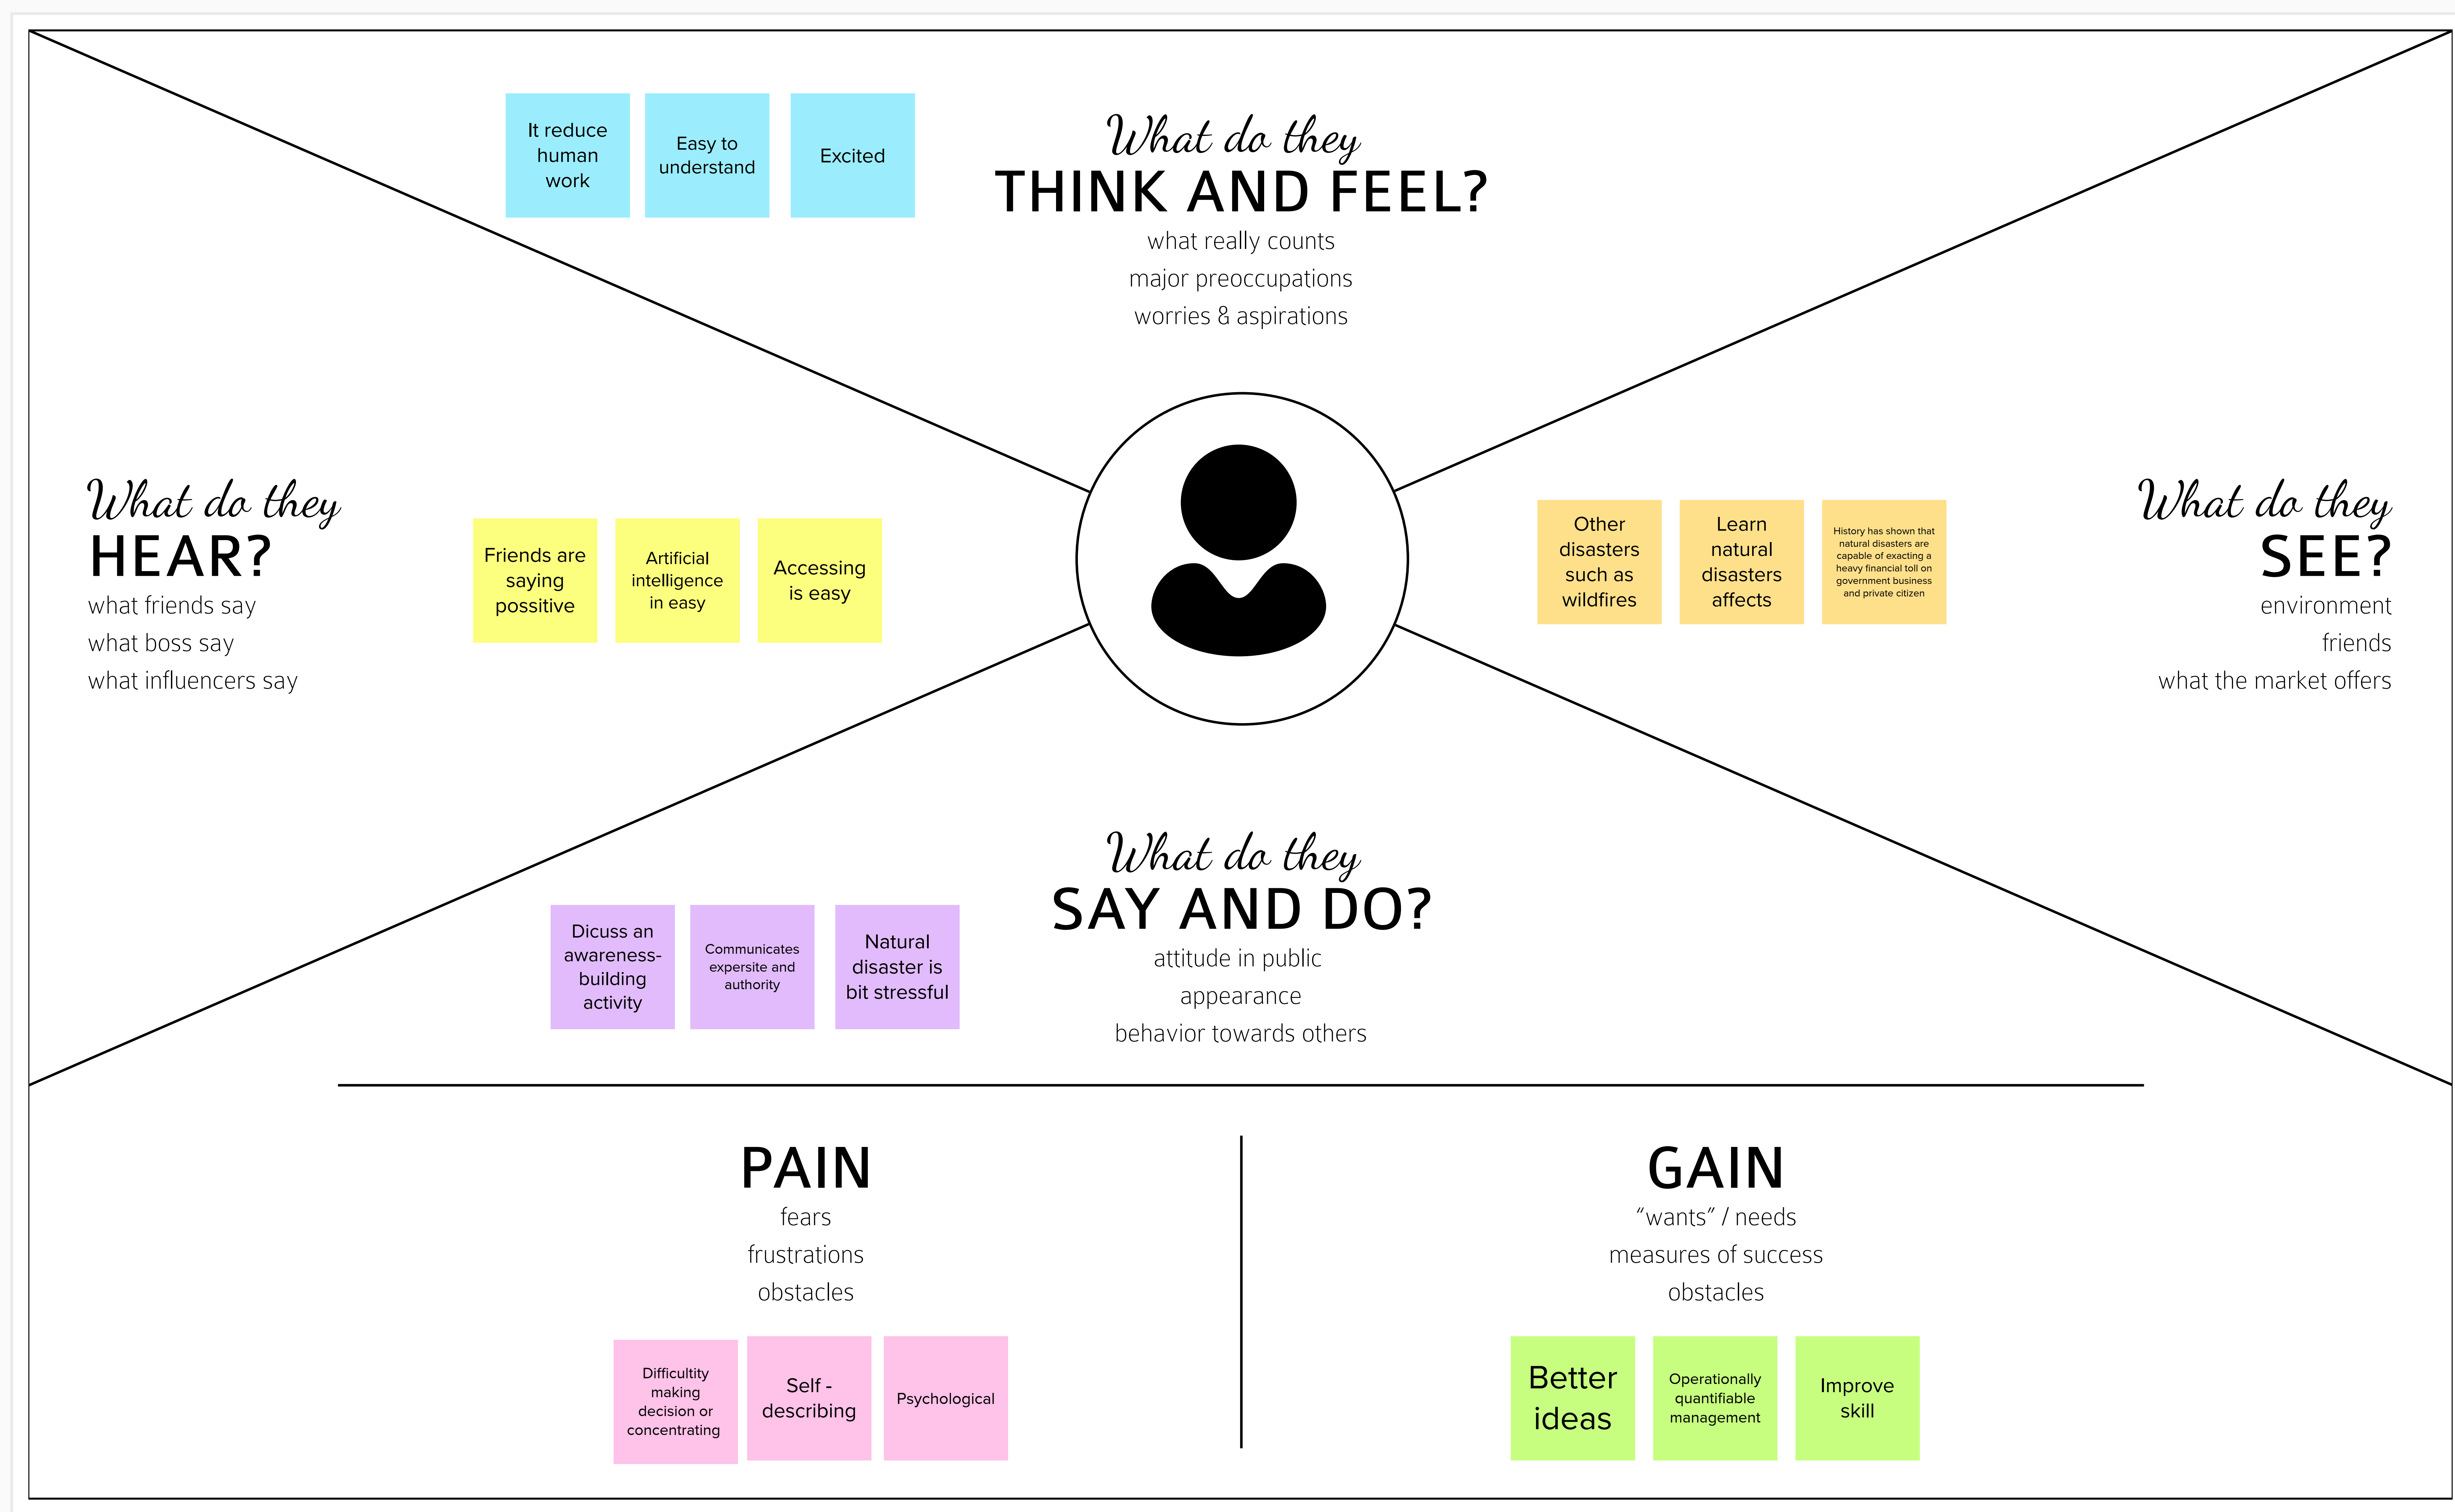 It reduce
human
work
Easy to
understand
Excited
What do they
THINK AND FEEL?
what really counts
major preoccupations
worries & aspirations
What do they
HEAR?
what friends say
what boss say
what influencers say
Friends are
saying
possitive
Artificial
intelligence
in easy
Accessing
is easy
Other
disasters
such as
wildfires
Learn
natural
disasters
affects
History has shown that
natural disasters are
capable of exacting a
heavy financial toll on
government business
and private citizen
What do they
SEE?
environment
friends
what the market offers
What do they
SAY AND DO?
attitude in public
appearance
behavior towards others
Dicuss an
awareness-
building
activity
Communicates
expersite and
authority
Natural
disaster is
bit stressful
PAIN
fears
frustrations
obstacles
Difficultity
making
decision or
concentrating
Self -
describing
Psychological
GAIN
“wants” / needs
measures of success
obstacles
Better
ideas
Operationally
quantifiable
management
Improve
skill